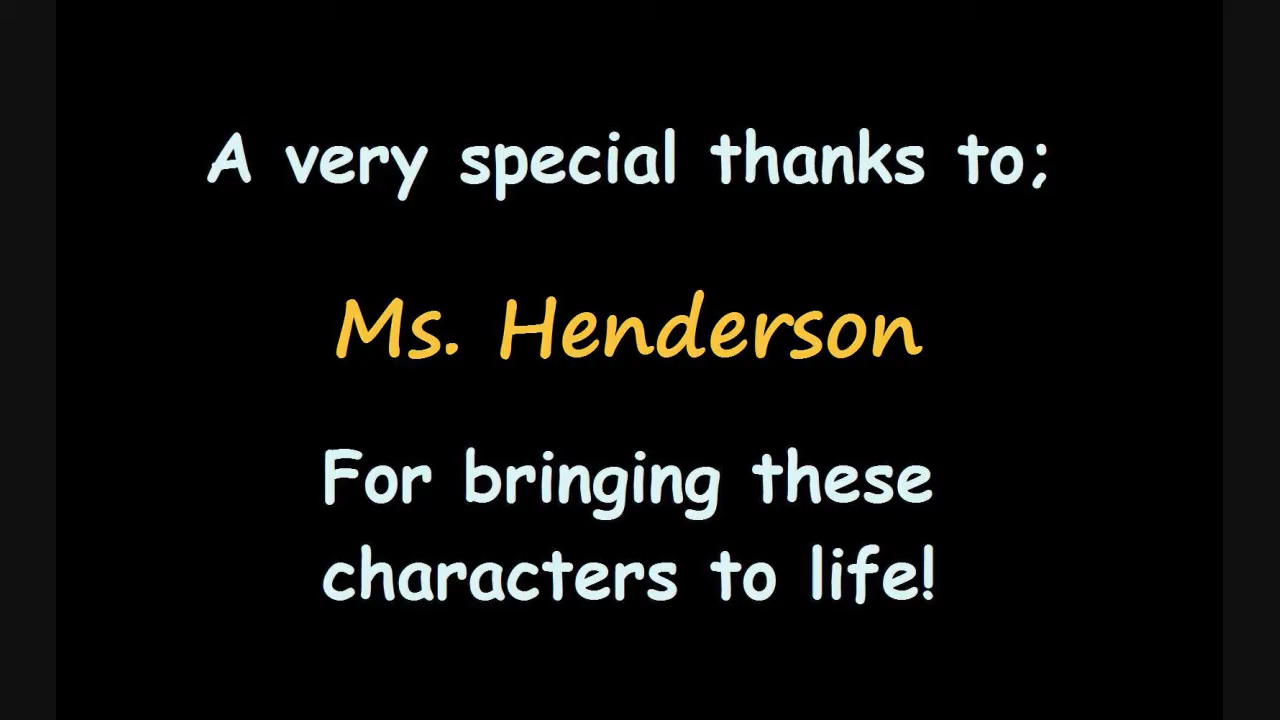 A very special thanks to;
Ms. Henderson
For bringing these
characters to life!